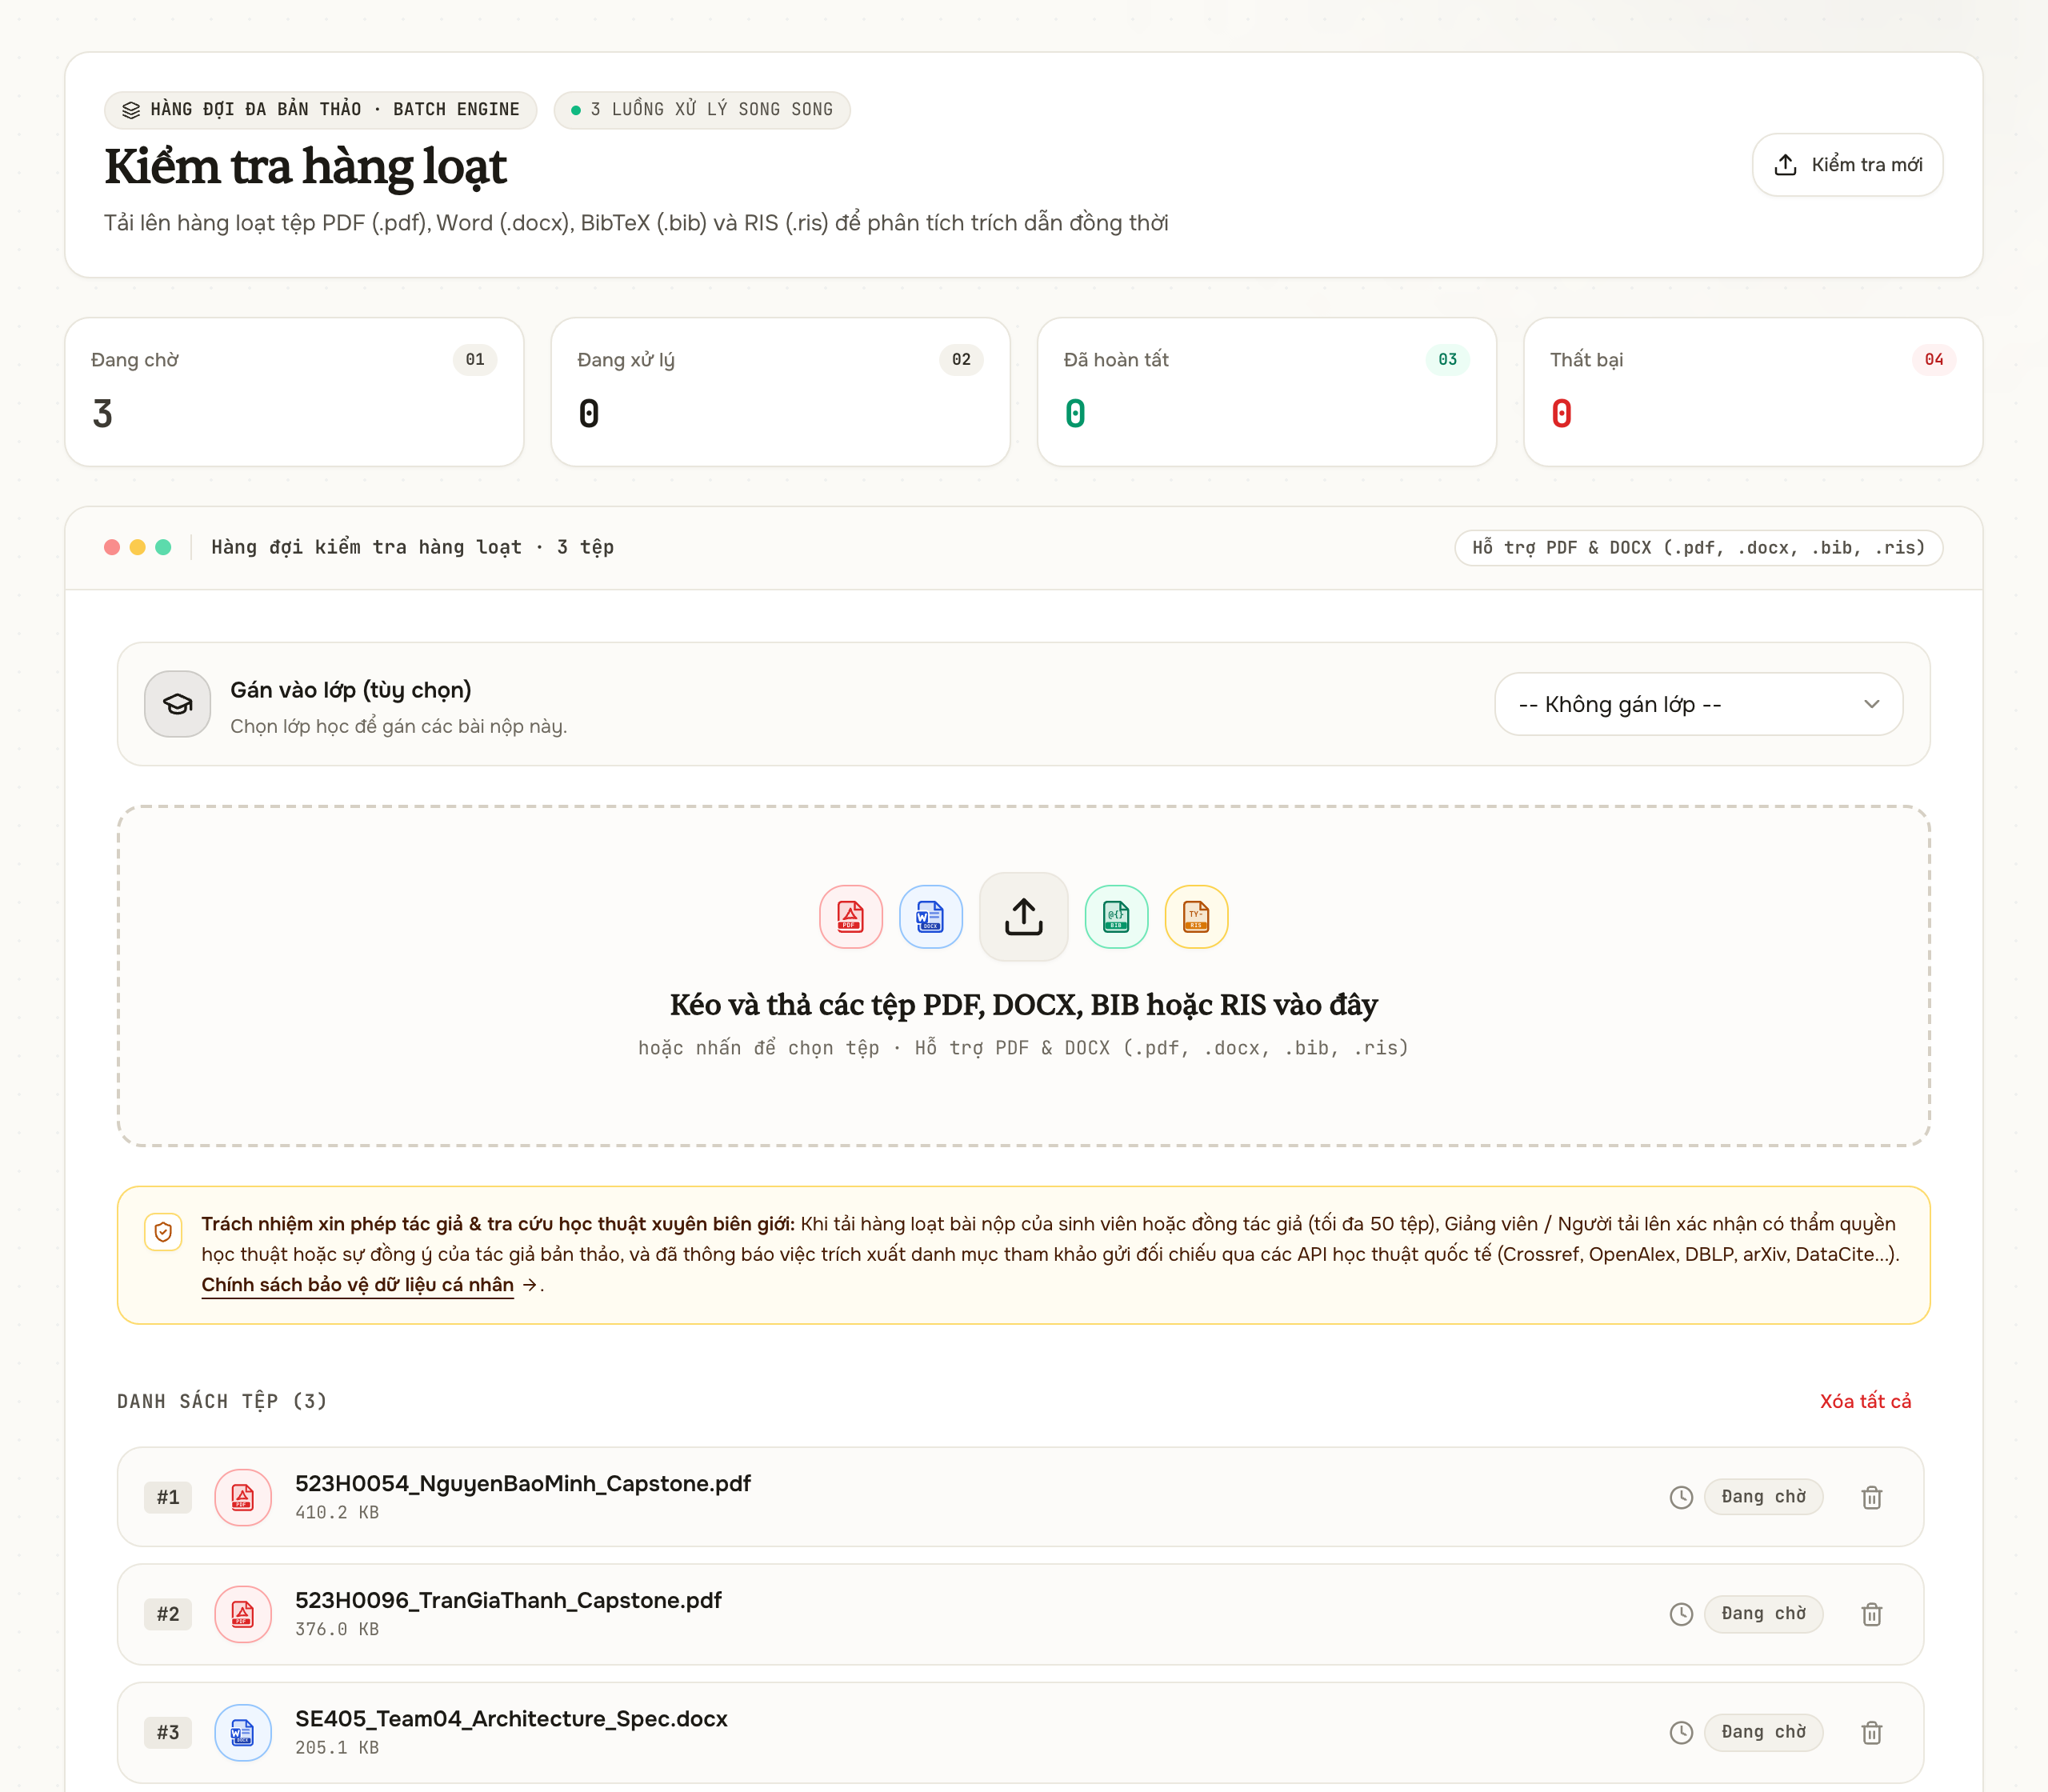 HÀNG ĐỢI ĐA BẢN THẢO · BATCH ENGINE
3 LUỒNG XỬ LÝ SONG SONG
Kiểm tra hàng loạt
Kiểm tra mới
Tải lên hàng loạt tệp PDF (.pdf), Word (.docx), BibTeX (.bib) và RIS (.ris) để phân tích trích dẫn đồng thời
Đang chờ
01
3
Đang xử lý
02
0
Đã hoàn tất
03
0
Thất bại
04
0
Hàng đợi kiểm tra hàng loạt · 3 tệp
Hỗ trợ PDF & DOCX (.pdf, .docx, .bib, .ris)
Gán vào lớp (tùy chọn)
Chọn lớp học để gán các bài nộp này.
-- Không gán lớp --
PDF
W DOCX
@{} BIB
TY- RIS
Kéo và thả các tệp PDF, DOCX, BIB hoặc RIS vào đây
hoặc nhấn để chọn tệp · Hỗ trợ PDF & DOCX (.pdf, .docx, .bib, .ris)
Trách nhiệm xin phép tác giả & tra cứu học thuật xuyên biên giới: Khi tải hàng loạt bài nộp của sinh viên hoặc đồng tác giả (tối đa 50 tệp), Giảng viên / Người tải lên xác nhận có thẩm quyền
học thuật hoặc sự đồng ý của tác giả bản thảo, và đã thông báo việc trích xuất danh mục tham khảo gửi đối chiếu qua các API học thuật quốc tế (Crossref, OpenAlex, DBLP, arXiv, DataCite...).
Chính sách bảo vệ dữ liệu cá nhân →.
DANH SÁCH TỆP (3)
Xóa tất cả
#1
PDF
523H0054_NguyenBaoMinh_Capstone.pdf
410.2 KB
Đang chờ
#2
PDF
523H0096_TranGiaThanh_Capstone.pdf
376.0 KB
Đang chờ
#3
W DOCX
SE405_Team04_Architecture_Spec.docx
205.1 KB
Đang chờ